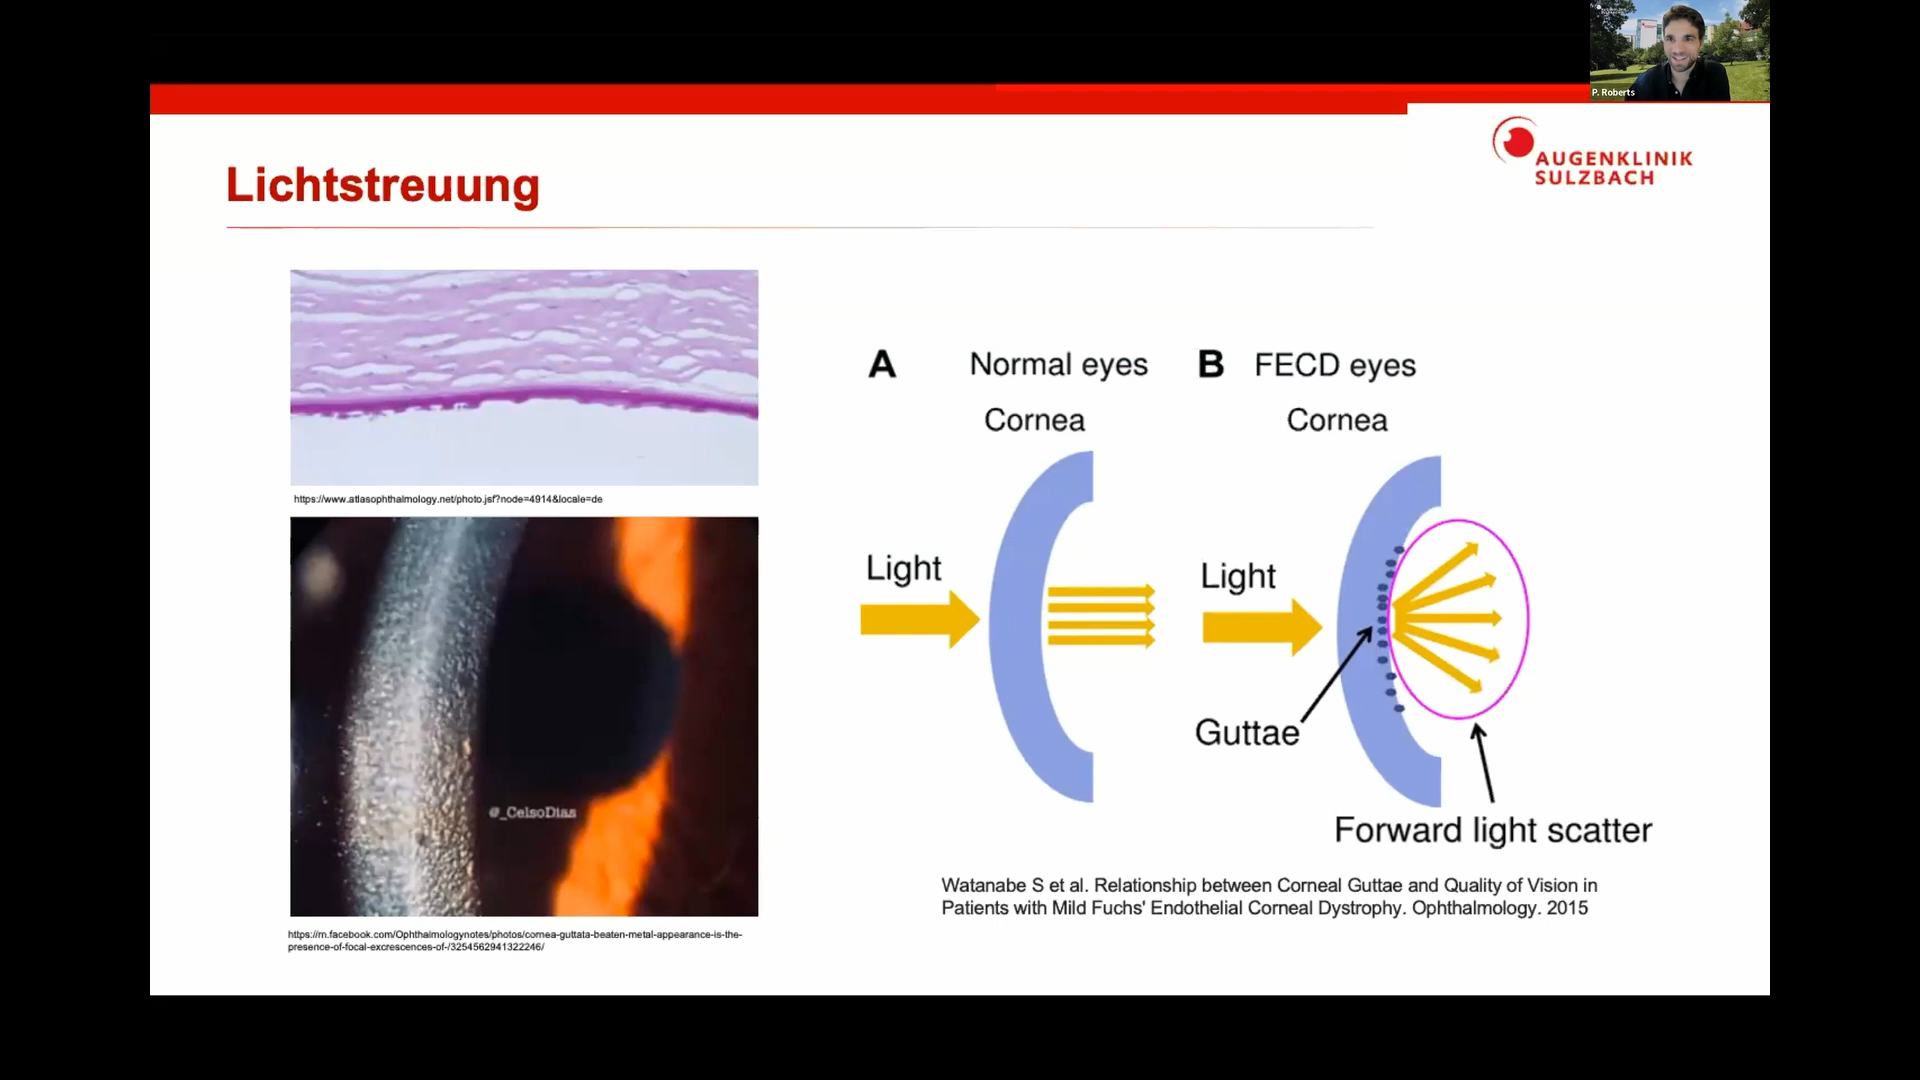 P. Roberts
AUGENKLINIK
SULZBACH
Lichtstreuung
https://www.atlasophthalmology.net/photo.jsf?node=4914&locale=de
@_CelsoDias
https://m.facebook.com/Ophthalmologynotes/photos/cornea-guttata-beaten-metal-appearance-is-the-
presence-of-focal-excrescences-of-/3254562941322246/
A Normal eyes
Cornea
Light
B FECD eyes
Cornea
Light
Guttae
Forward light scatter
Watanabe S et al. Relationship between Corneal Guttae and Quality of Vision in
Patients with Mild Fuchs' Endothelial Corneal Dystrophy. Ophthalmology. 2015